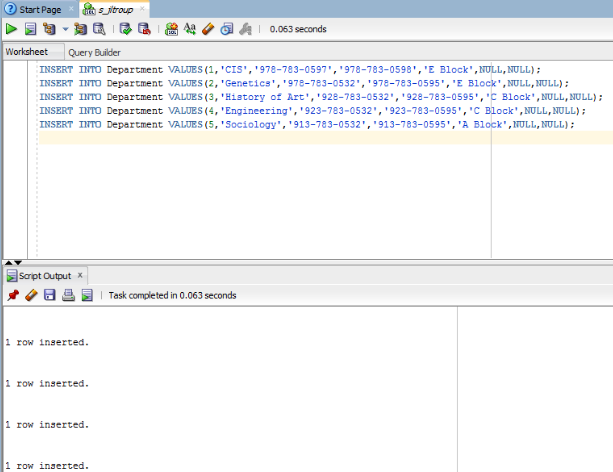 Start Page
s_jtroup
0.063 seconds
Worksheet
Query Builder
INSERT INTO Department VALUES(1,'CIS','978-783-0597','978-783-0598','E Block',NULL,NULL);
INSERT INTO Department VALUES(2,'Genetics','978-783-0532','978-783-0595','E Block',NULL,NULL);
INSERT INTO Department VALUES(3,'History of Art','928-783-0532','928-783-0595','C Block',NULL,NULL);
INSERT INTO Department VALUES(4,'Engineering','923-783-0532','923-783-0595','C Block',NULL,NULL);
INSERT INTO Department VALUES(5,'Sociology','913-783-0532','913-783-0595','A Block',NULL,NULL);
Script Output x
Task completed in 0.063 seconds
1 row inserted.
1 row inserted.
1 row inserted.
1 row inserted.